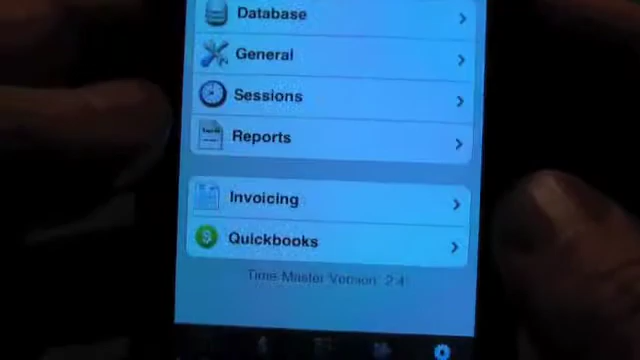 Database
General
Sessions
Reports
Invoicing
Quickbooks
Time Master Version: 2.4